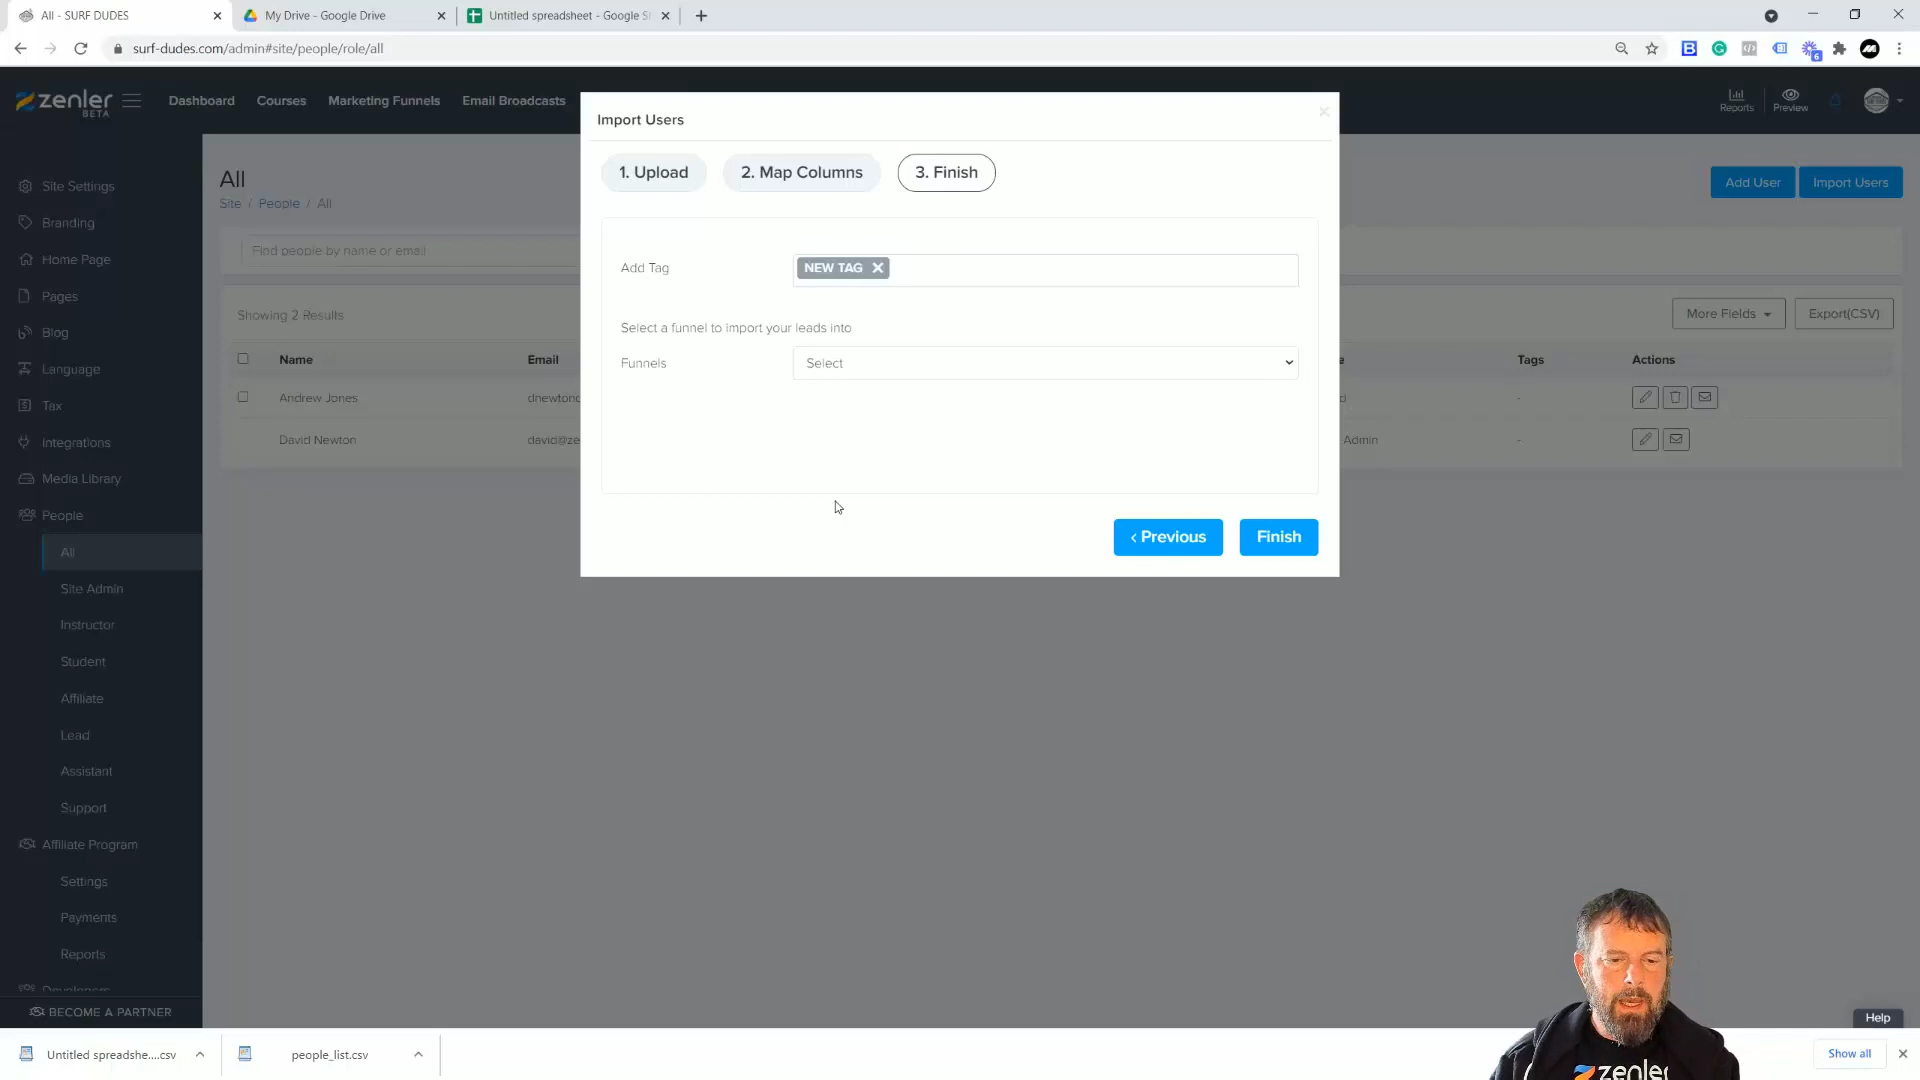 All - SURF DUDES
My Drive - Google Drive
Untitled spreadsheet - Google S
surf-dudes.com/admin#site/people/role/all
6
zenler
BETA
Dashboard
Courses
Marketing Funnels
Email Broadcasts
Reports
Preview
Import Users
1. Upload
2. Map Columns
3. Finish
Add Tag
NEW TAG
Select a funnel to import your leads into
Funnels
Select
‹ Previous
Finish
All
Site / People / All
Add User
Import Users
Find people by name or email
Showing 2 Results
More Fields
Export(CSV)
Name
Email
e
Tags
Actions
Andrew Jones
dnewtonc
d
-
David Newton
david@ze
Admin
-
Site Settings
Branding
Home Page
Pages
Blog
Language
Tax
Integrations
Media Library
People
All
Site Admin
Instructor
Student
Affiliate
Lead
Assistant
Support
Affiliate Program
Settings
Payments
Reports
Developers
BECOME A PARTNER
Help
Untitled spreadshe....csv
people_list.csv
Show all
zenler